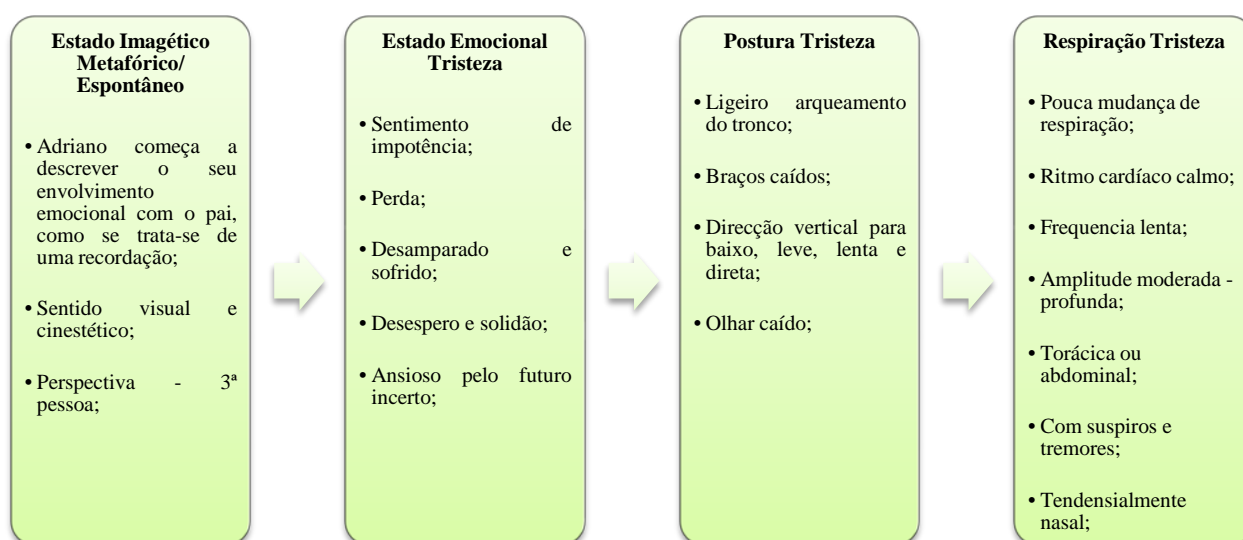 Estado Imagético
Metafórico/
Espontâneo
• Adriano começa a
descrever o seu
envolvimento
emocional com o pai,
como se trata-se de
uma recordação;
• Sentido visual e
cinestético;
• Perspectiva - 3ª
pessoa;
Estado Emocional
Tristeza
• Sentimento de
impotência;
• Perda;
• Desamparado e
sofrido;
• Desespero e solidão;
• Ansioso pelo futuro
incerto;
Postura Tristeza
• Ligeiro arqueamento
do tronco;
• Braços caídos;
• Direcção vertical para
baixo, leve, lenta e
direta;
• Olhar caído;
Respiração Tristeza
• Pouca mudança de
respiração;
• Ritmo cardíaco calmo;
• Frequencia lenta;
• Amplitude moderada -
profunda;
• Torácica ou
abdominal;
• Com suspiros e
tremores;
• Tendensialmente
nasal;